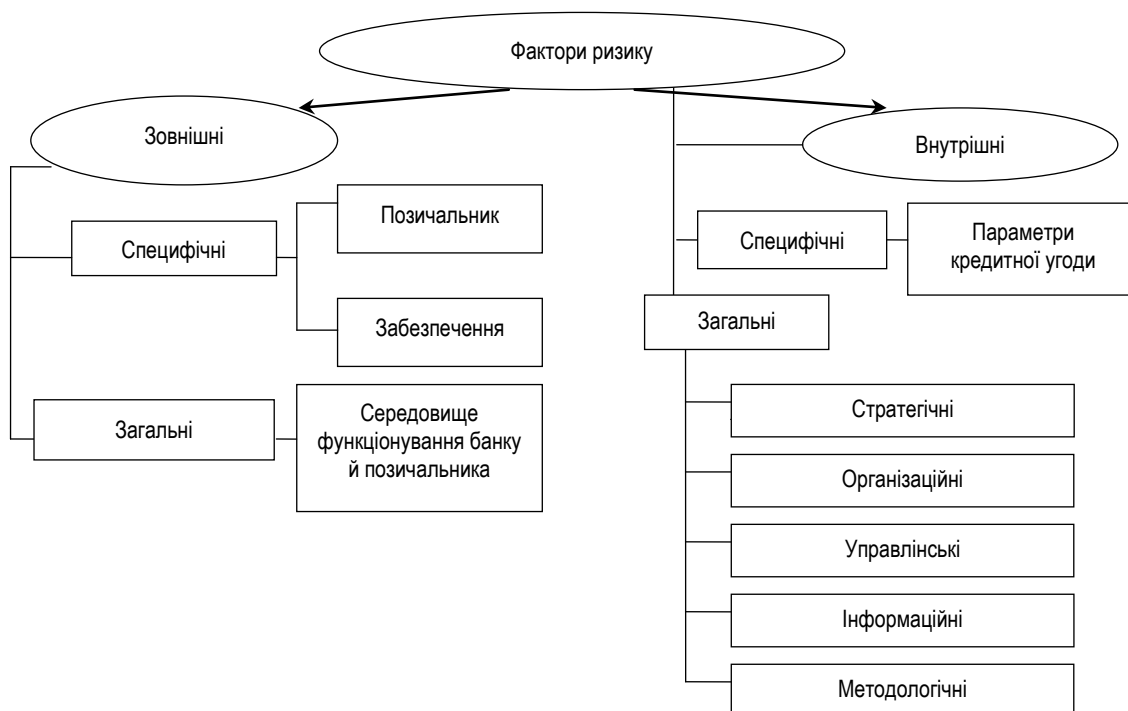 Фактори ризику
Зовнішні
Внутрішні
Позичальник
Специфічні
Забезпечення
Загальні
Середовище
функціонування банку
й позичальника
Специфічні
Параметри
кредитної угоди
Загальні
Стратегічні
Організаційні
Управлінські
Інформаційні
Методологічні